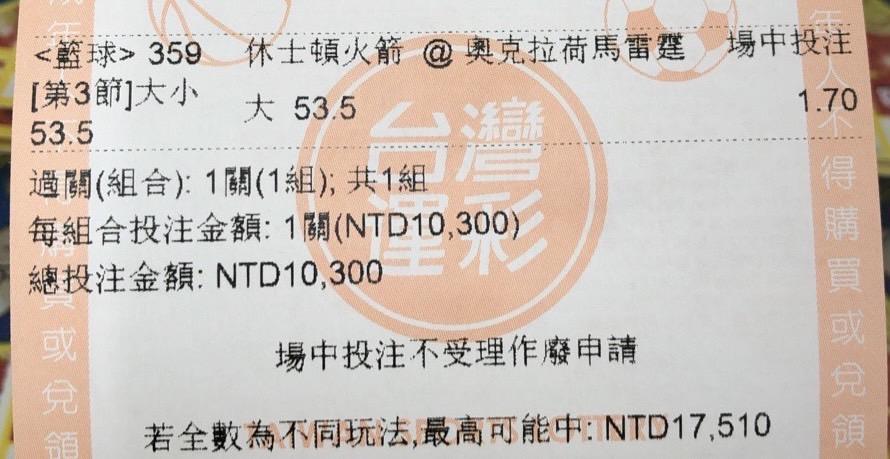 <籃球> 359 休士頓火箭 @ 奧克拉荷馬雷霆 場中投注
[第3節]大小 大 53.5 1.70
53.5
台灣
運彩
過關(組合): 1關(1組); 共1組
每組合投注金額: 1關(NTD10,300)
總投注金額: NTD10,300
場中投注不受理作廢申請
若全數為不同玩法,最高可能中: NTD17,510
年人不得購買或兌領